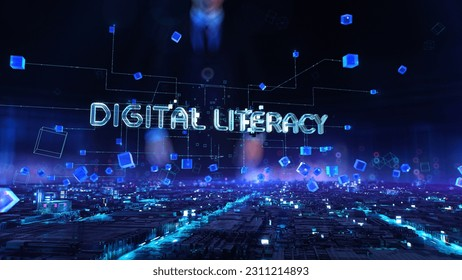 DIGITAL LITERACY
shutterstock.com · 2311214893